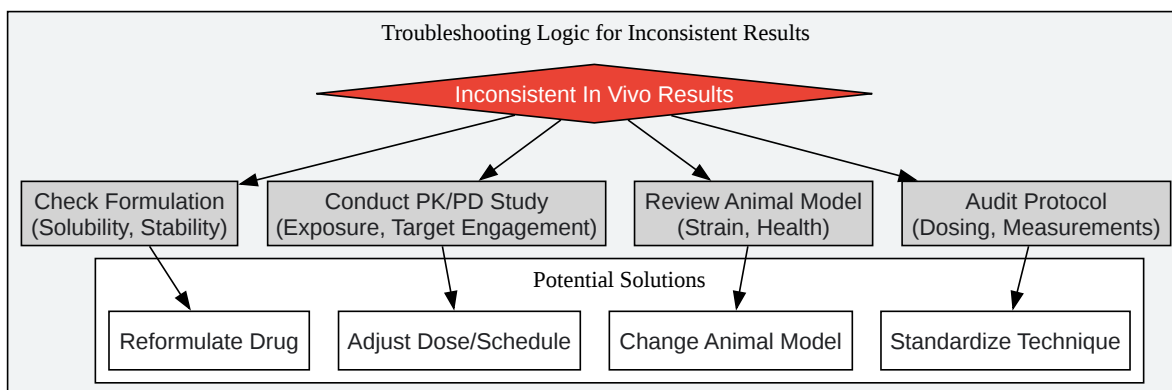 Troubleshooting Logic for Inconsistent Results
Inconsistent In Vivo Results
Check Formulation
(Solubility, Stability)
Conduct PK/PD Study
(Exposure, Target Engagement)
Review Animal Model
(Strain, Health)
Audit Protocol
(Dosing, Measurements)
Potential Solutions
Reformulate Drug
Adjust Dose/Schedule
Change Animal Model
Standardize Technique